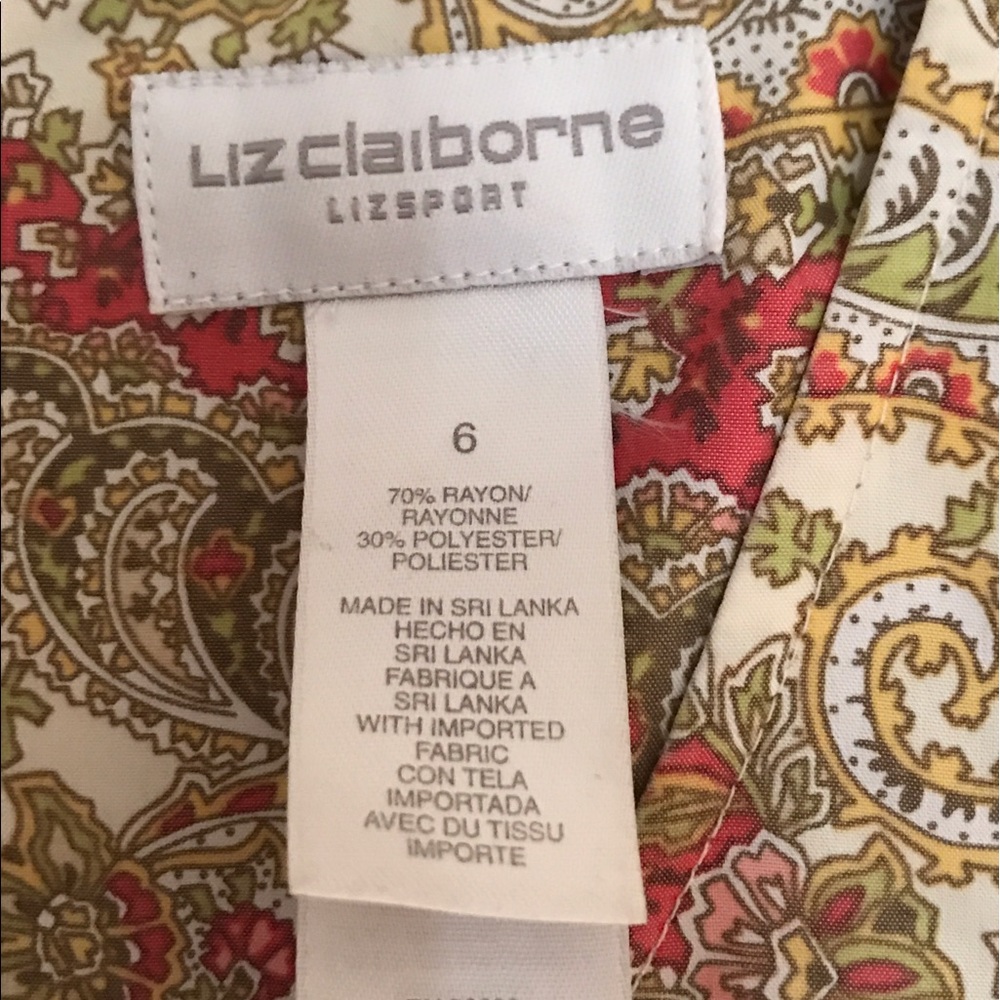 Liz claiborne
LIZSPORT
6
70% RAYON/
RAYONNE
30% POLYESTER/
POLIESTER
MADE IN SRI LANKA
HECHO EN
SRI LANKA
FABRIQUE A
SRI LANKA
WITH IMPORTED
FABRIC
CON TELA
IMPORTADA
AVEC DU TISSU
IMPORTE